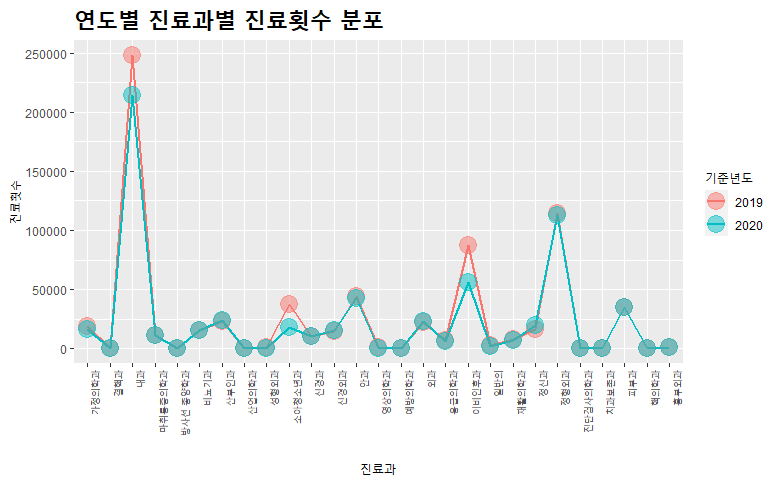 연도별 진료과별 진료횟수 분포
250000
200000
150000
100000
50000
0
진료횟수
가정의학과
결핵과
내과
마취통증의학과
방사선 종양학과
비뇨기과
산부인과
산업의학과
성형외과
소아청소년과
신경과
신경외과
안과
영상의학과
예방의학과
외과
응급의학과
이비인후과
일반의
재활의학과
정신과
정형외과
진단검사의학과
치과보존과
피부과
핵의학과
흉부외과
진료과
기준년도
2019
2020